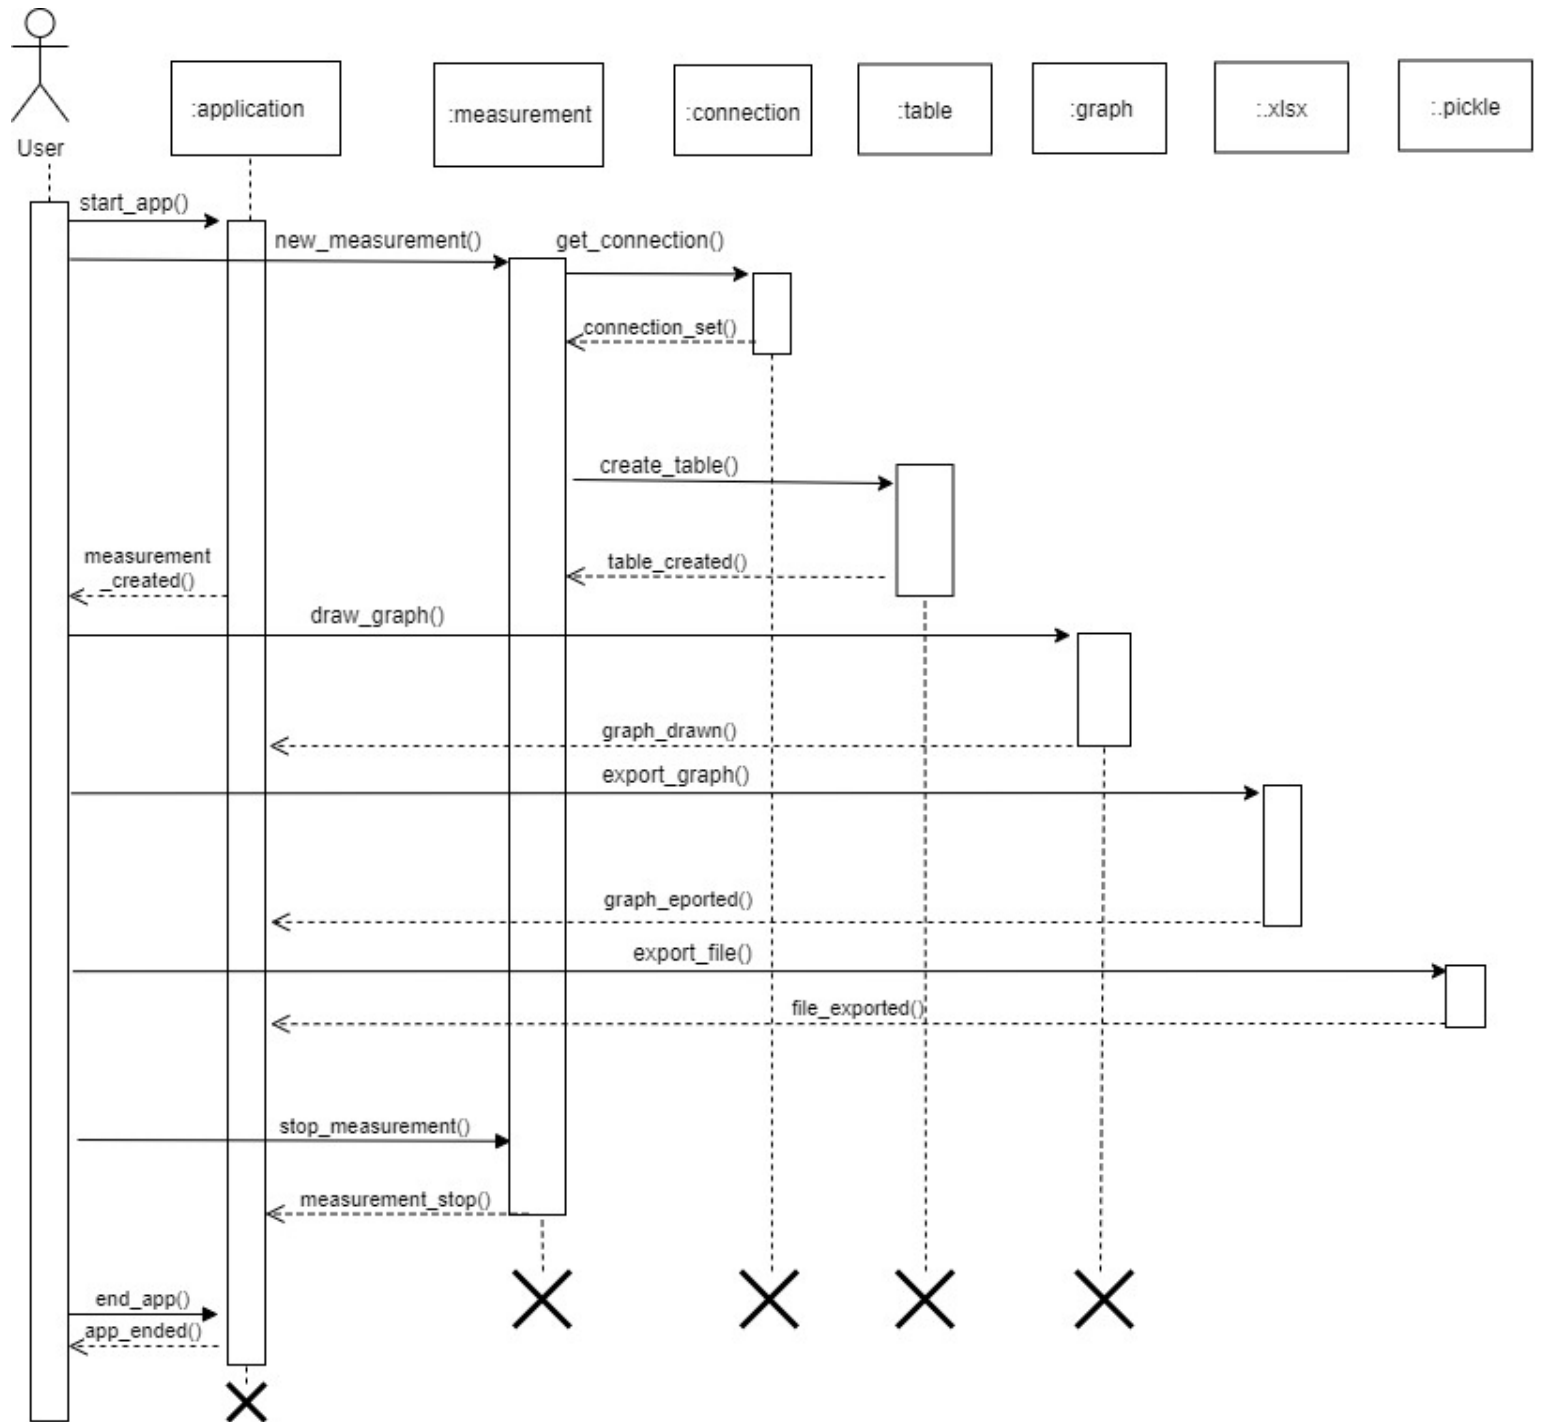 User
:application
:measurement
:connection
:table
:graph
:.xlsx
:.pickle
start_app()
new_measurement()
get_connection()
connection_set()
create_table()
measurement
_created()
table_created()
draw_graph()
graph_drawn()
export_graph()
graph_eported()
export_file()
file_exported()
stop_measurement()
measurement_stop()
end_app()
app_ended()